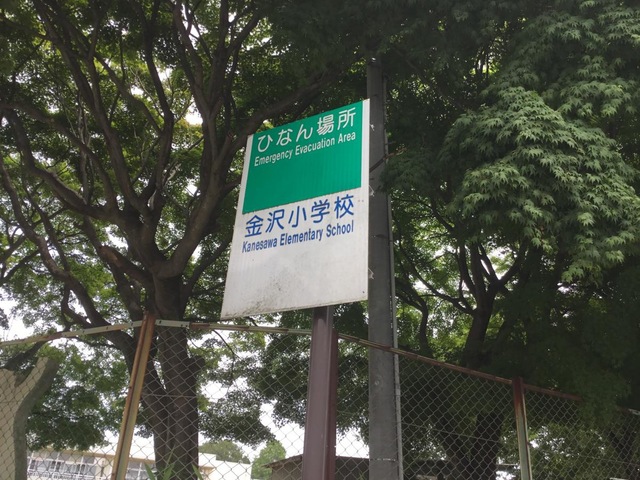 ひなん場所
Emergency Evacuation Area
金沢小学校
Kanesawa Elementary School